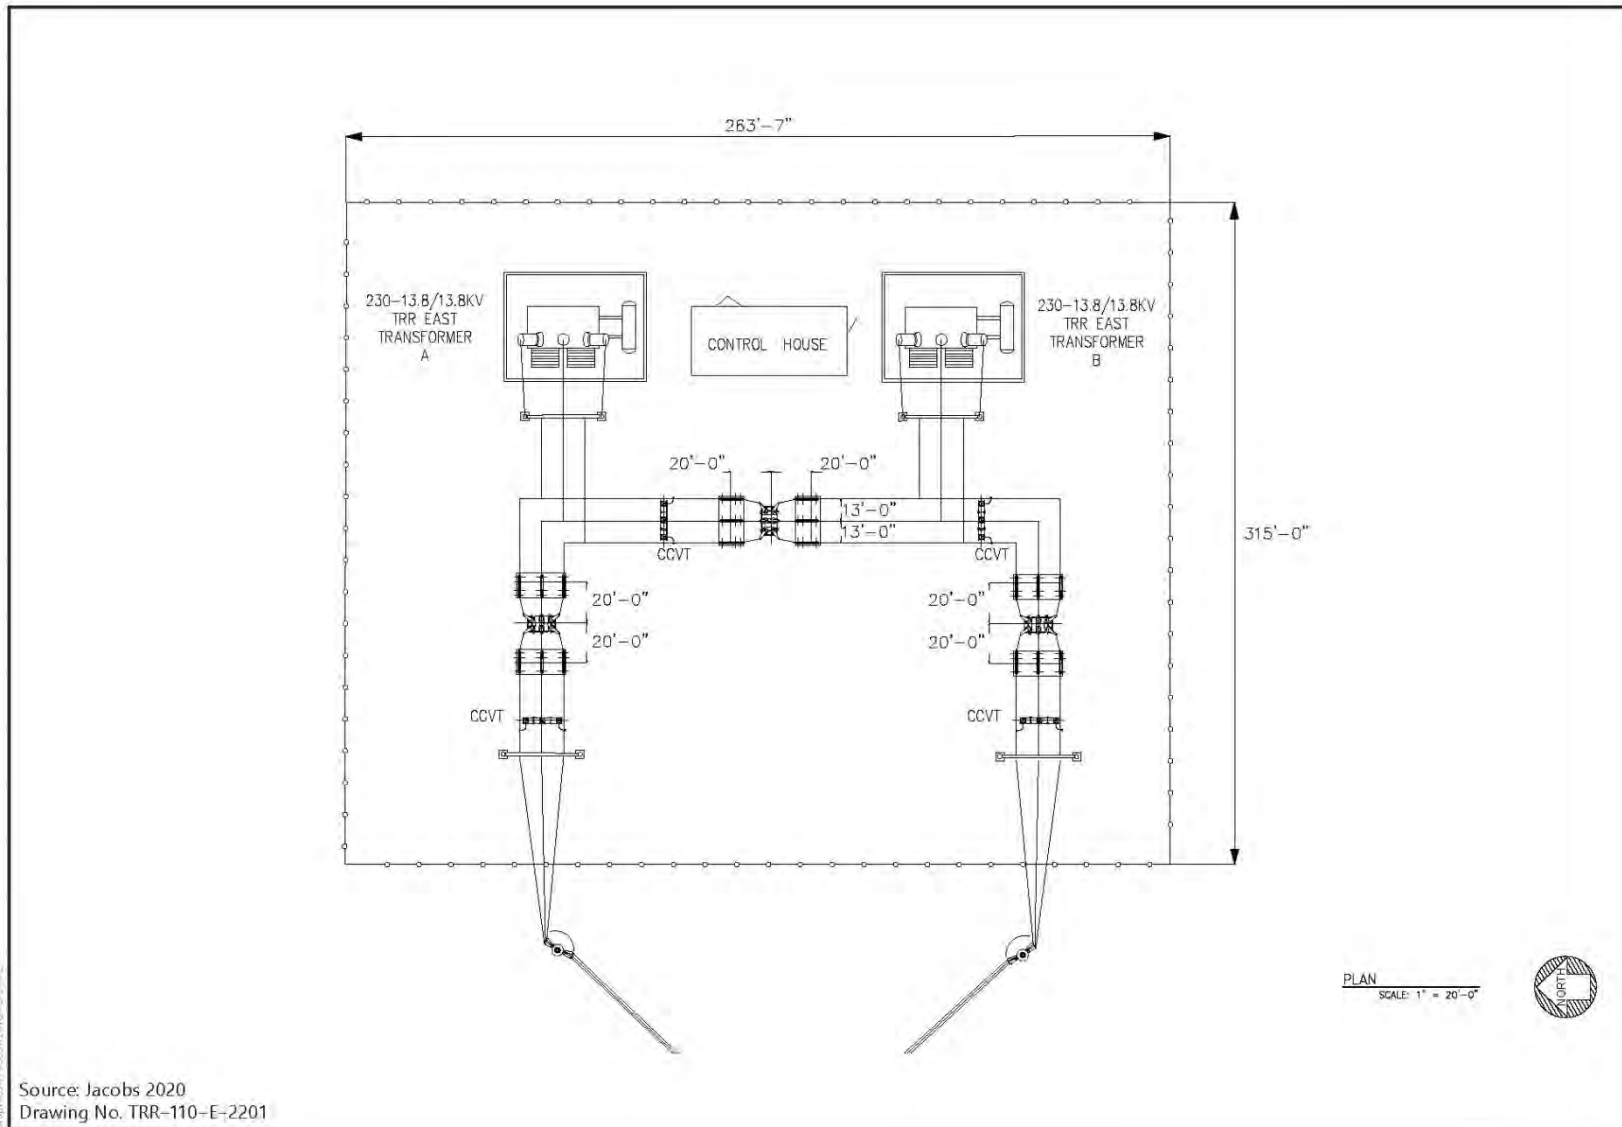 263'-7"
230-13.8/13.8KV
TRR EAST
TRANSFORMER
A
CONTROL HOUSE
230-13.8/13.8KV
TRR EAST
TRANSFORMER
B
20'-0"
20'-0"
13'-0"
13'-0"
315'-0"
CCVT
CCVT
20'-0"
20'-0"
20'-0"
20'-0"
CCVT
CCVT
PLAN
SCALE: 1" = 20'-0"
NORTH
Source: Jacobs 2020
Drawing No. TRR-110-E-2201